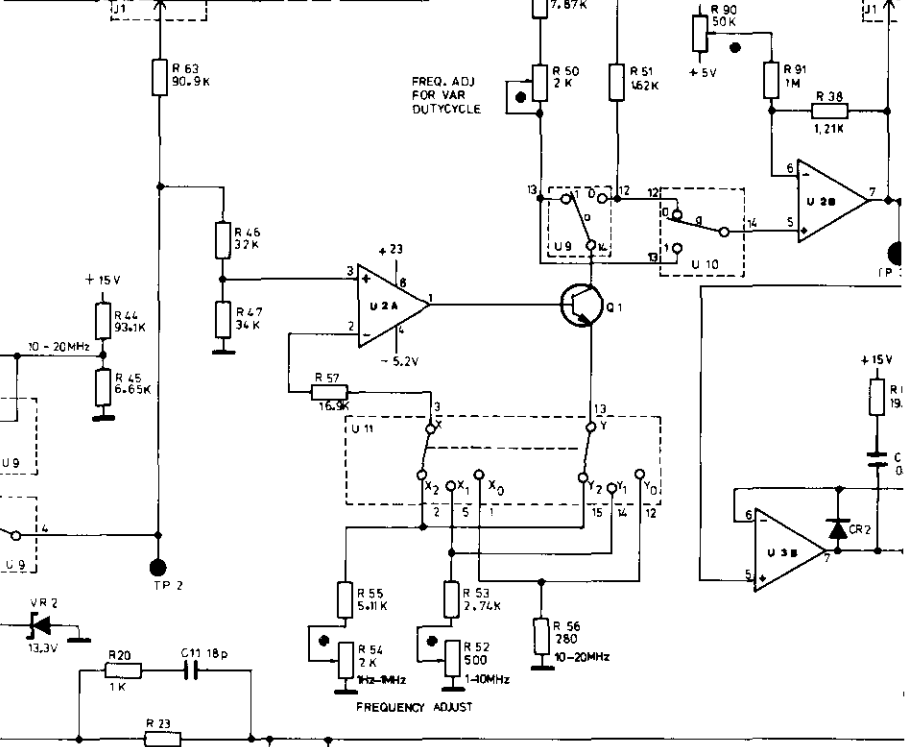 J1
R 63
90.9K
7.87K
R 50
2 K
FREQ. ADJ
FOR VAR
DUTYCYCLE
R 51
1.62K
R 90
50K
+5V
J1
R 91
1M
R 38
1,21K
6
−
U 2B
7
5
+
13
1
0
12
a
U 9
14
12
0
g
14
1
13
U 10
R 46
32K
R 47
34K
+ 23
3
+
8
U 2A
1
2
−
4
− 5.2V
Q 1
+ 15V
R 44
93.1K
10 - 20MHz
R 45
6.65K
R 57
16.9K
U 11
3
X
13
Y
X2
X1
X0
Y2
Y1
Y0
2
5
1
15
14
12
U 9
4
U 9
TP 2
VR 2
13,3V
R 55
5.11K
R 54
2 K
1Hz-1MHz
R 53
2.74K
R 52
500
1-10MHz
R 56
280
10-20MHz
FREQUENCY ADJUST
R20
1 K
C11 18p
R 23
+ 15V
19.
C
6
−
U 3B
7
5
+
CR2